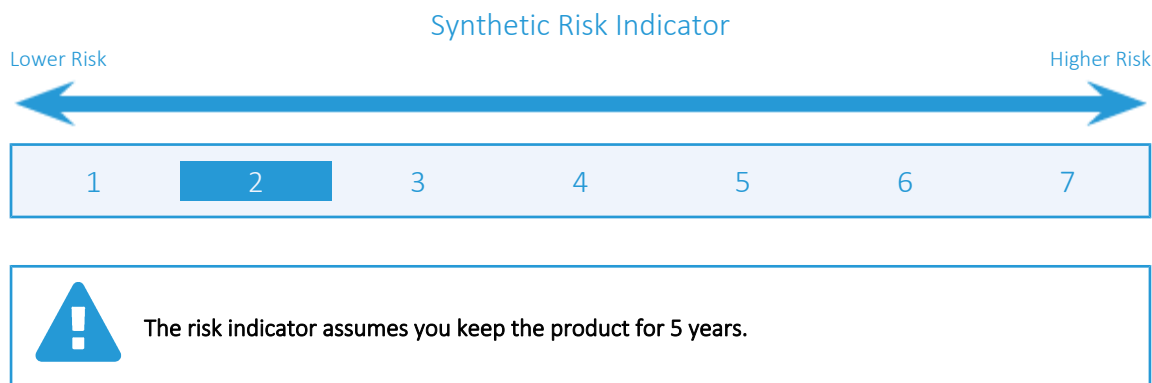 Synthetic Risk Indicator
Lower Risk Higher Risk
1 2 3 4 5 6 7
The risk indicator assumes you keep the product for 5 years.